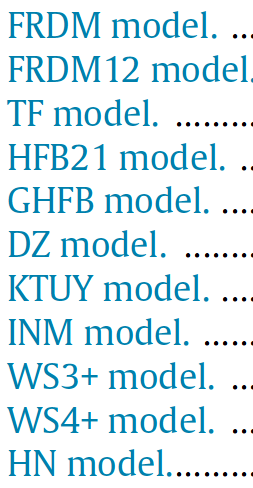 FRDM model. ...
FRDM12 model.
TF model. .........
HFB21 model. ..
GHFB model. ....
DZ model. ........
KTUY model. ....
INM model. ......
WS3+ model. ...
WS4+ model. ...
HN model..........